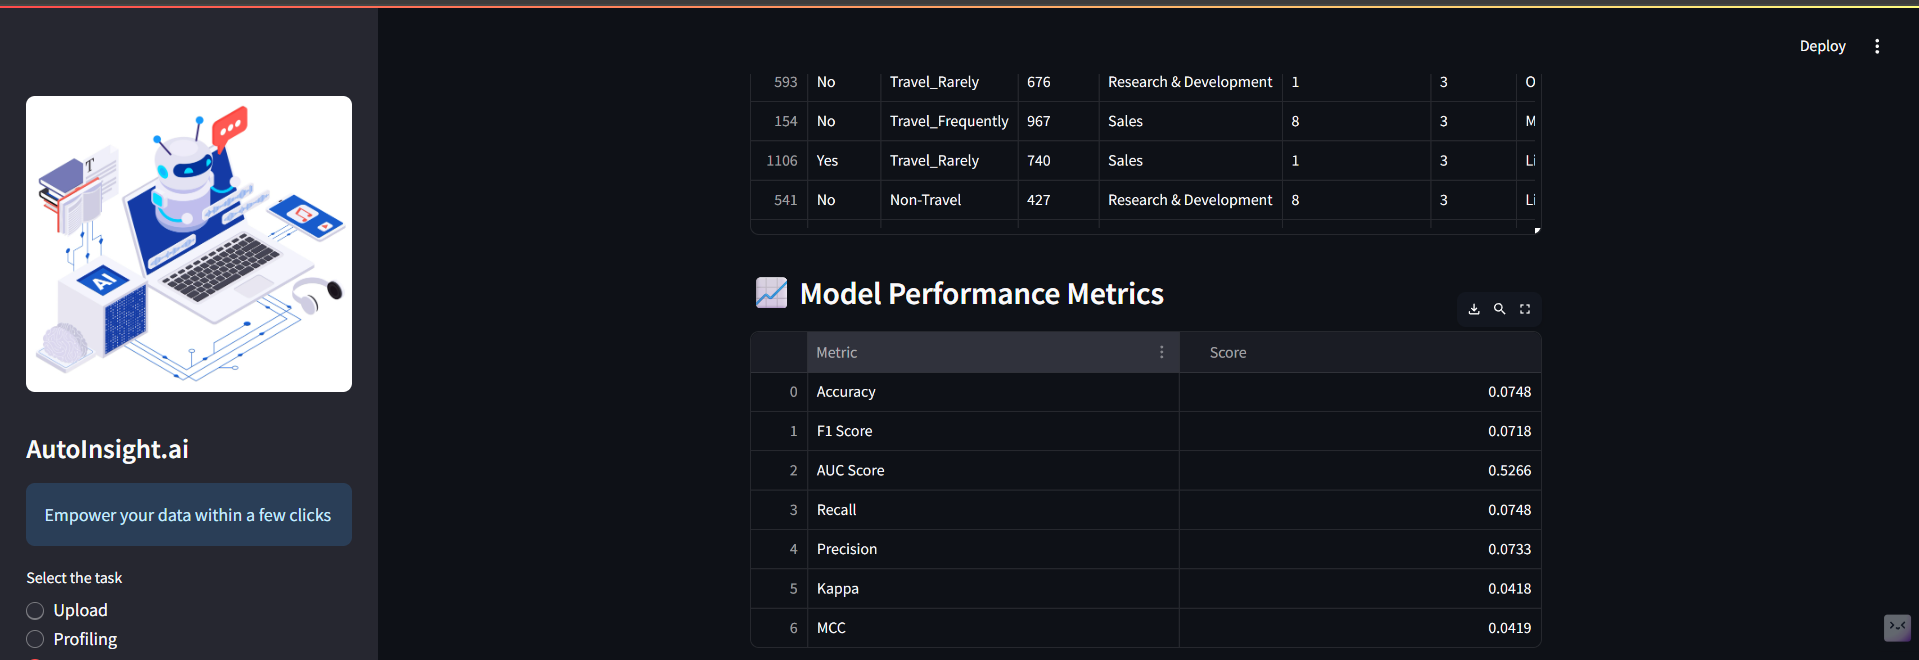 Deploy
593 No Travel_Rarely 676 Research & Development 1 3 O
154 No Travel_Frequently 967 Sales 8 3 M
1106 Yes Travel_Rarely 740 Sales 1 3 Li
541 No Non-Travel 427 Research & Development 8 3 Li
T
AI
AutoInsight.ai
Empower your data within a few clicks
Select the task
Upload
Profiling
Model Performance Metrics
Metric Score
0 Accuracy 0.0748
1 F1 Score 0.0718
2 AUC Score 0.5266
3 Recall 0.0748
4 Precision 0.0733
5 Kappa 0.0418
6 MCC 0.0419